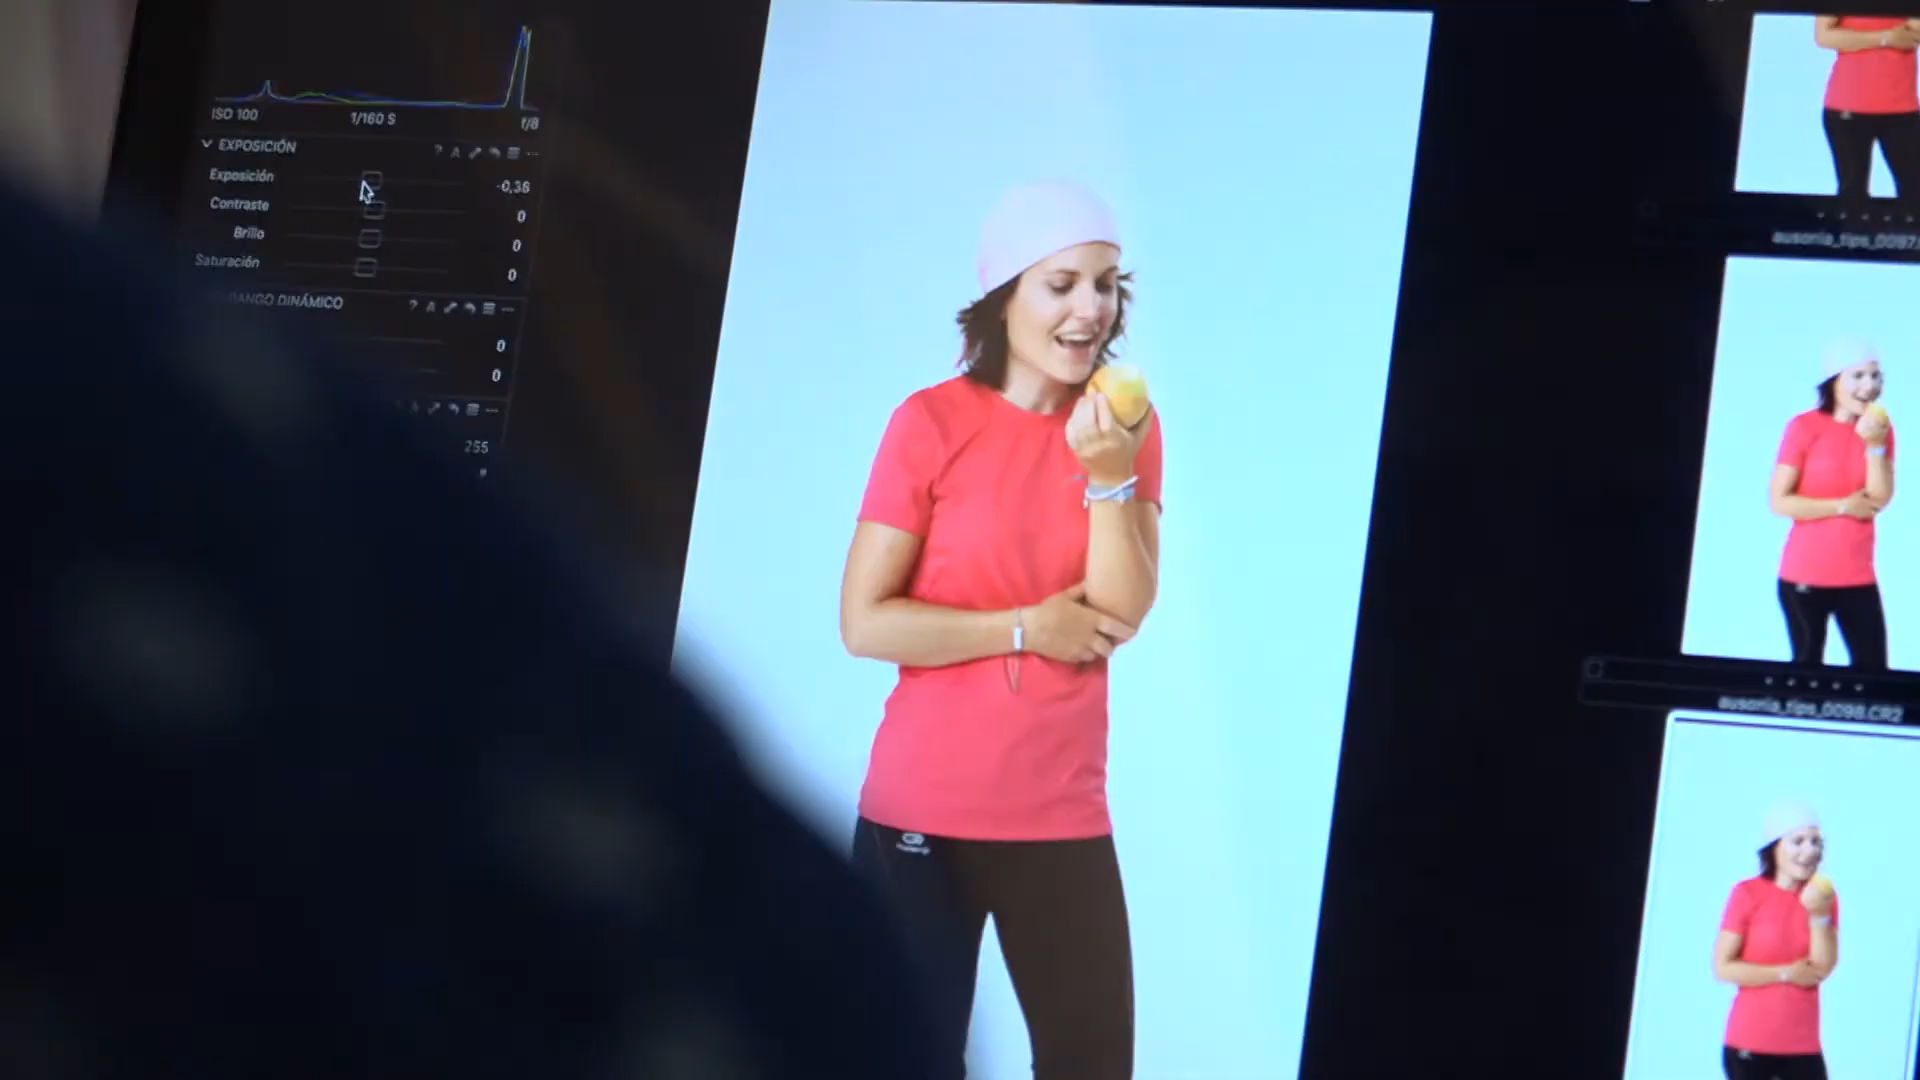 ISO 100 1/160 S f/8
EXPOSICIÓN ? A
Exposición -0,38
Contraste 0
Brillo 0
Saturación 0
RANGO DINÁMICO ? A
0
0
255
ausonia_tips_0097
ausonia_tips_0098.CR2